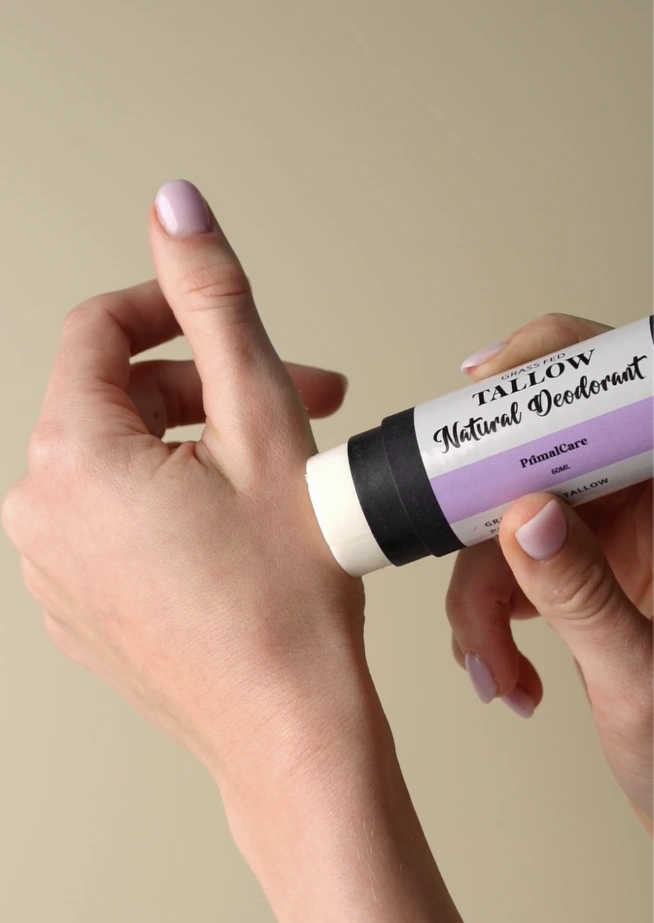 GRASS FED
TALLOW
Natural Deodorant
PrimalCare
60ML
TALLOW